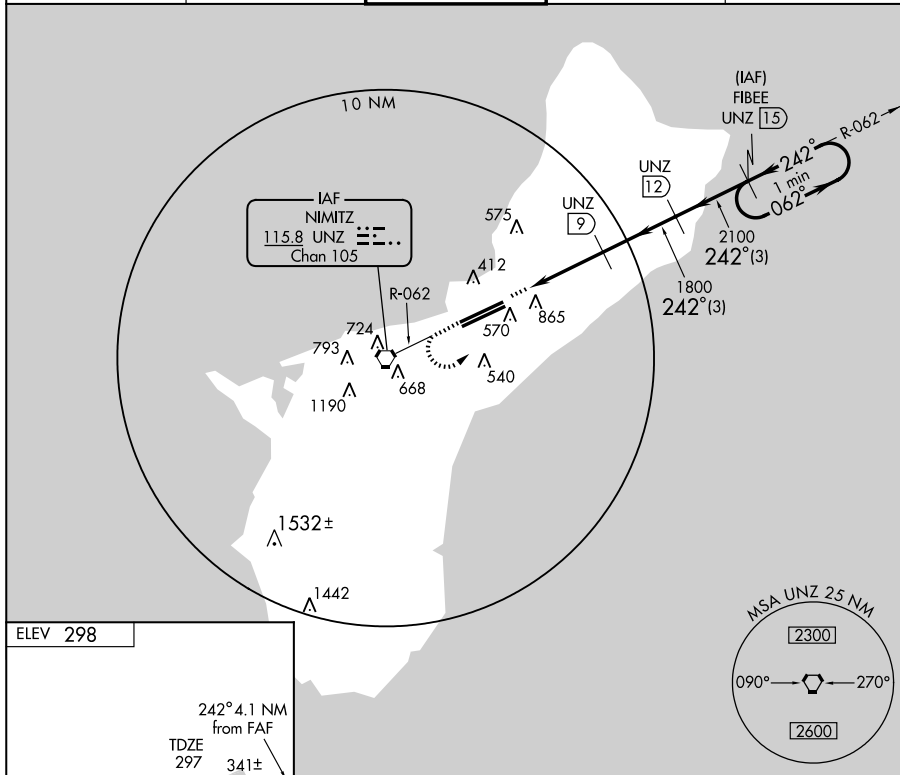 10 NM
(IAF)
FIBEE
UNZ 15
R-062
242°
1 min
062°
UNZ
12
UNZ
9
2100
242°(3)
1800
242°(3)
IAF
NIMITZ
115.8 UNZ
Chan 105
575
412
R-062
865
570
724
793
668
540
1190
1532±
1442
MSA UNZ 25 NM
2300
090°
270°
2600
ELEV 298
242° 4.1 NM
from FAF
TDZE
297
341±